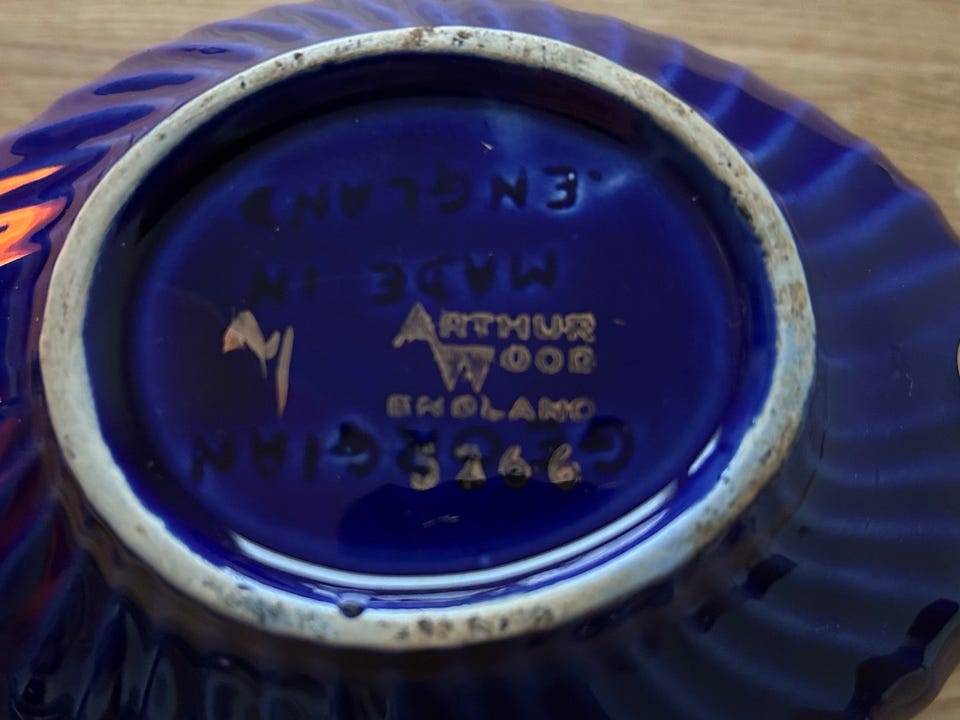 ARTHUR
WOOD
ENGLAND
5266
GEORGIAN
MADE IN
ENGLAND